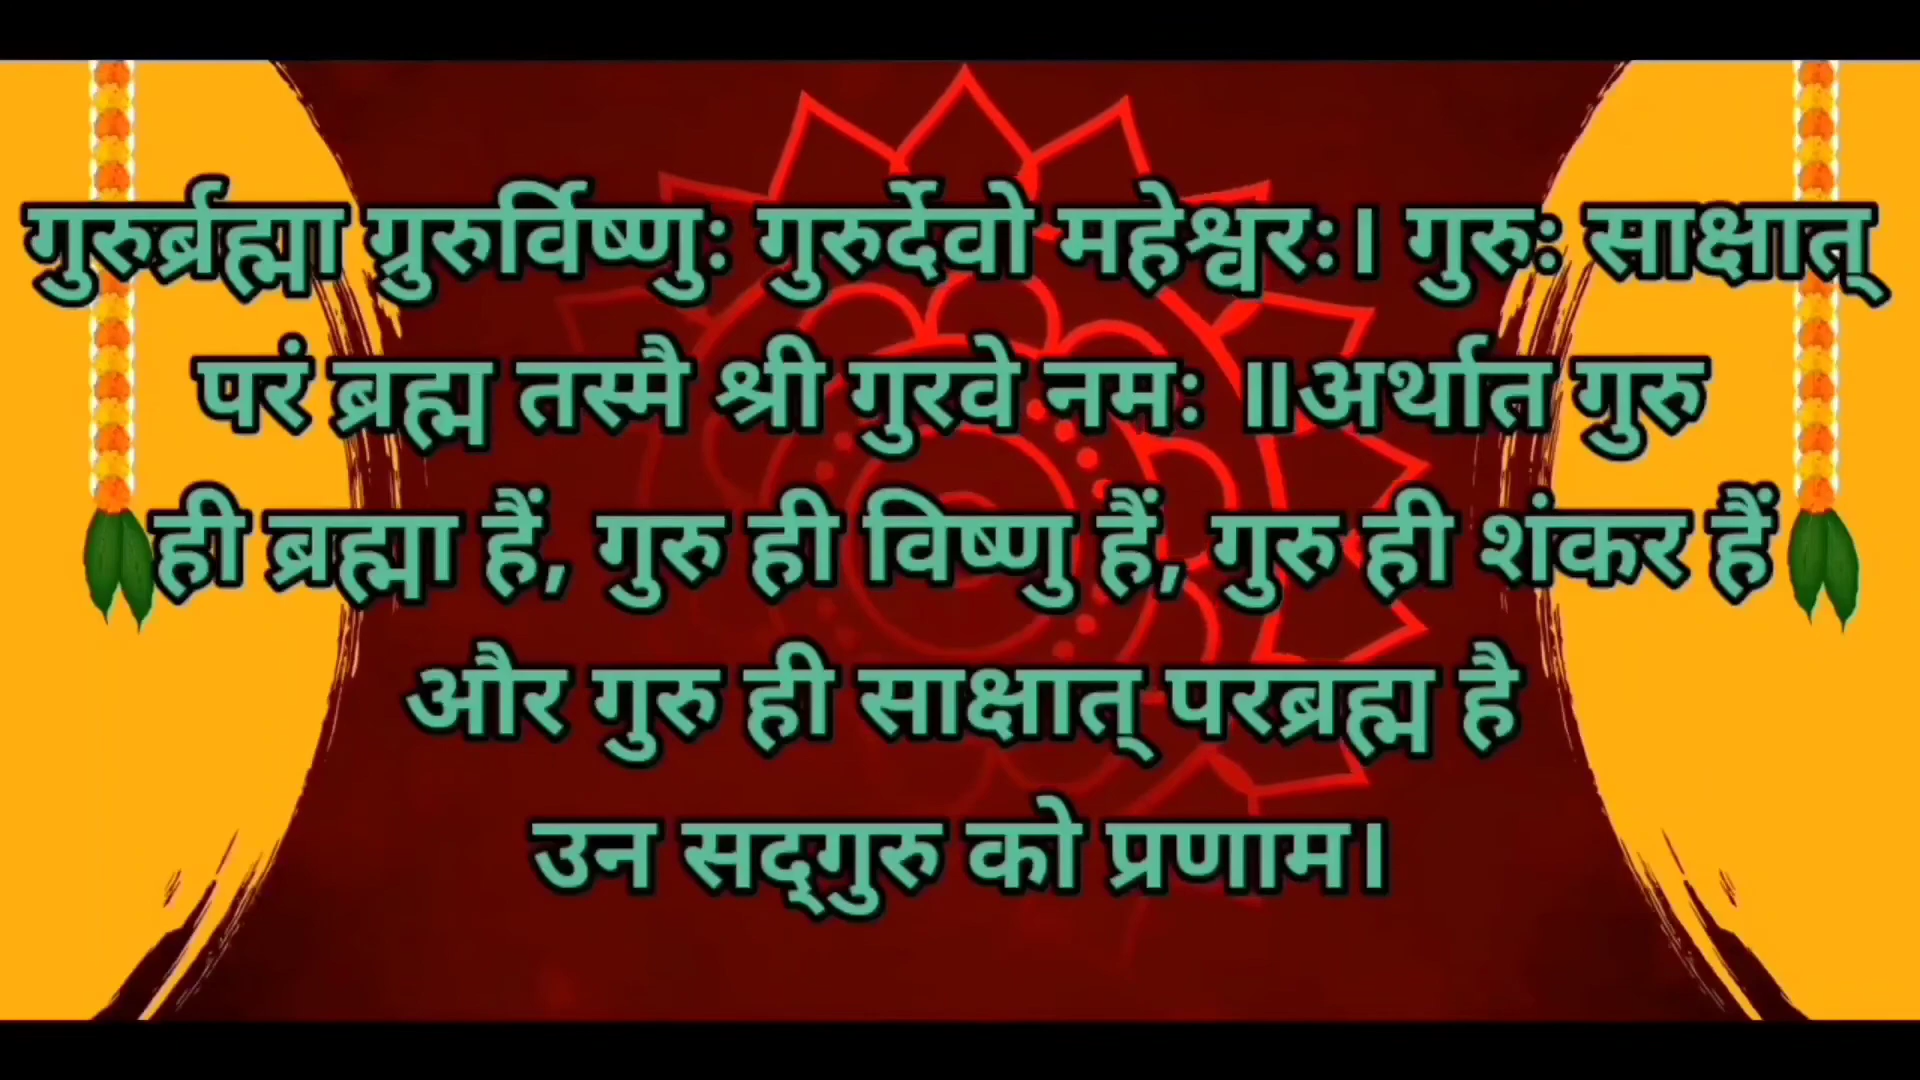 गुरुर्ब्रह्मा ग्रुरुर्विष्णुः गुरुर्देवो महेश्वरः। गुरुः साक्षात्
परं ब्रह्म तस्मै श्री गुरवे नमः ॥अर्थात गुरु
ही ब्रह्मा हैं, गुरु ही विष्णु हैं, गुरु ही शंकर हैं
और गुरु ही साक्षात् परब्रह्म है
उन सद्‌गुरु को प्रणाम।